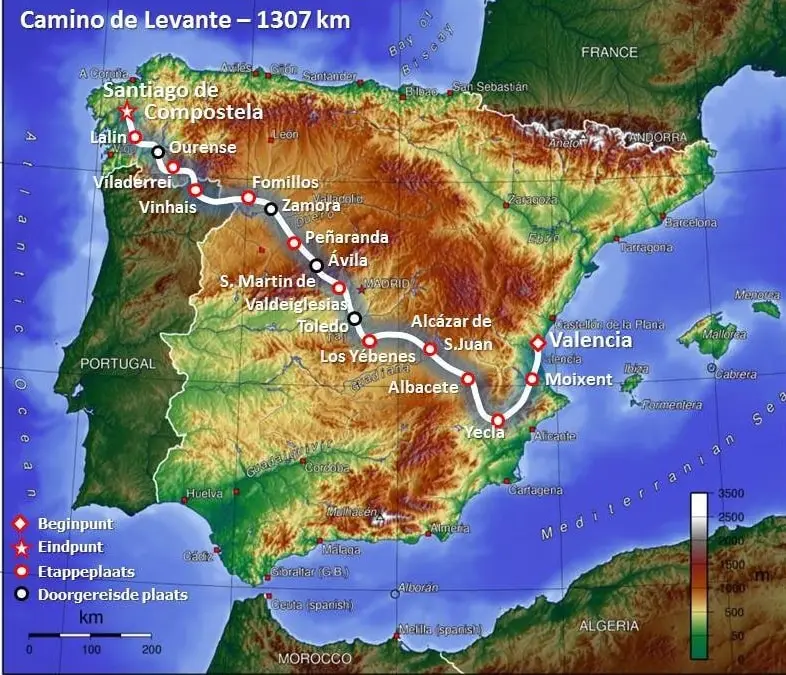 Camino de Levante – 1307 km
Bay of
Biscay
FRANCE
A Coruña
Avilés
Gijón
Santander
Bilbao
San Sebastián
Santiago de
Compostela
León
Aneto
ANDORRA
Lalín
Ourense
Viladerrei
Vinhais
Fomillos
Valladolid
Zamora
Duero
Zaragoza
Barcelona
Tarragona
Ebro
Peñaranda
Ávila
S. Martin de
Valdeiglesias
MADRID
Toledo
Los Yébenes
Alcázar de
S.Juan
Castellón de la Plana
Valencia
Menorca
Mallorca
Cabrera
Ibiza
Formentera
PORTUGAL
Guadiana
Albacete
Moixent
Yecla
Alicante
Atlantic Ocean
Mediterranean Sea
Guadalquivir
Cordoba
Cartagena
Huelva
Mulhacén
Almería
Málaga
Cádiz
Gibraltar (G.B.)
Ceuta (spanish)
Alborán
Melilla (spanish)
MOROCCO
ALGERIA
Beginpunt
Eindpunt
Etappeplaats
Doorgereisde plaats
km
0 100 200
3500
2500
2000
1500
1000
500
200
50
0
m